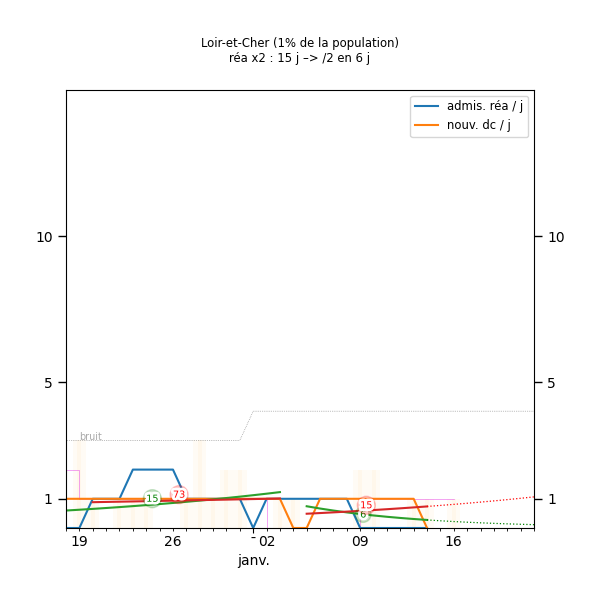 Loir-et-Cher (1% de la population)
réa x2 : 15 j –> /2 en 6 j
admis. réa / j
nouv. dc / j
10 10
5 5
bruit
15 73 15 6
1 1
19 26 02 09 16
janv.